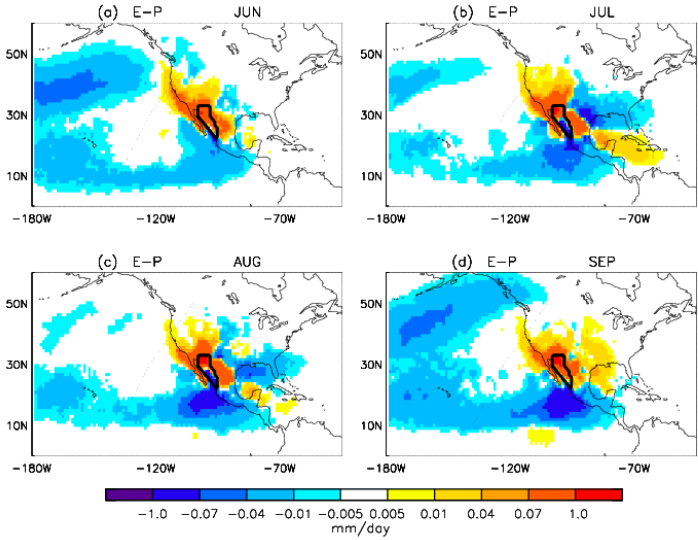 (a) E−P JUN
(b) E−P JUL
50N
30N
10N
−180W −120W −70W
50N
30N
10N
−180W −120W −70W
(c) E−P AUG
(d) E−P SEP
50N
30N
10N
−180W −120W −70W
50N
30N
10N
−180W −120W −70W
−1.0 −0.07 −0.04 −0.01 −0.005 0.005 0.01 0.04 0.07 1.0
mm/day